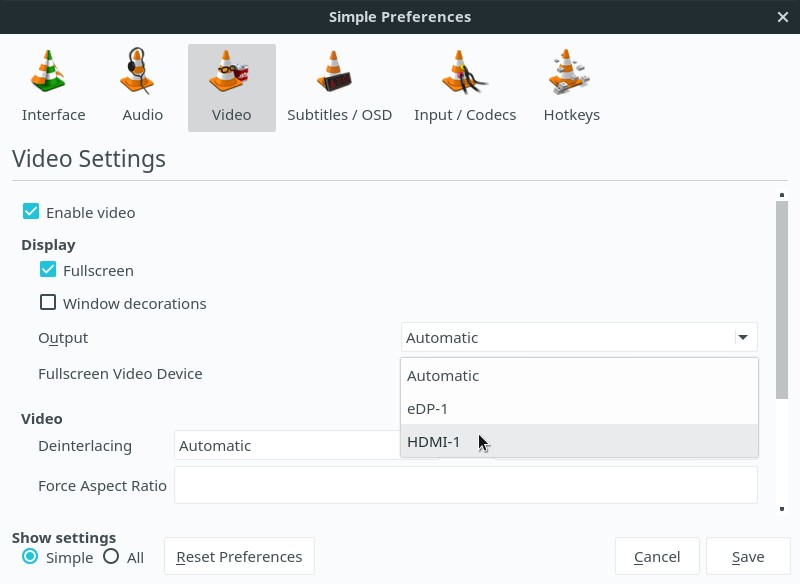 Simple Preferences
Interface
Audio
Video
Subtitles / OSD
Input / Codecs
Hotkeys
Video Settings
Enable video
Display
Fullscreen
Window decorations
Output
Automatic
Fullscreen Video Device
Automatic
eDP-1
HDMI-1
Video
Deinterlacing
Automatic
Force Aspect Ratio
Show settings
Simple
All
Reset Preferences
Cancel
Save